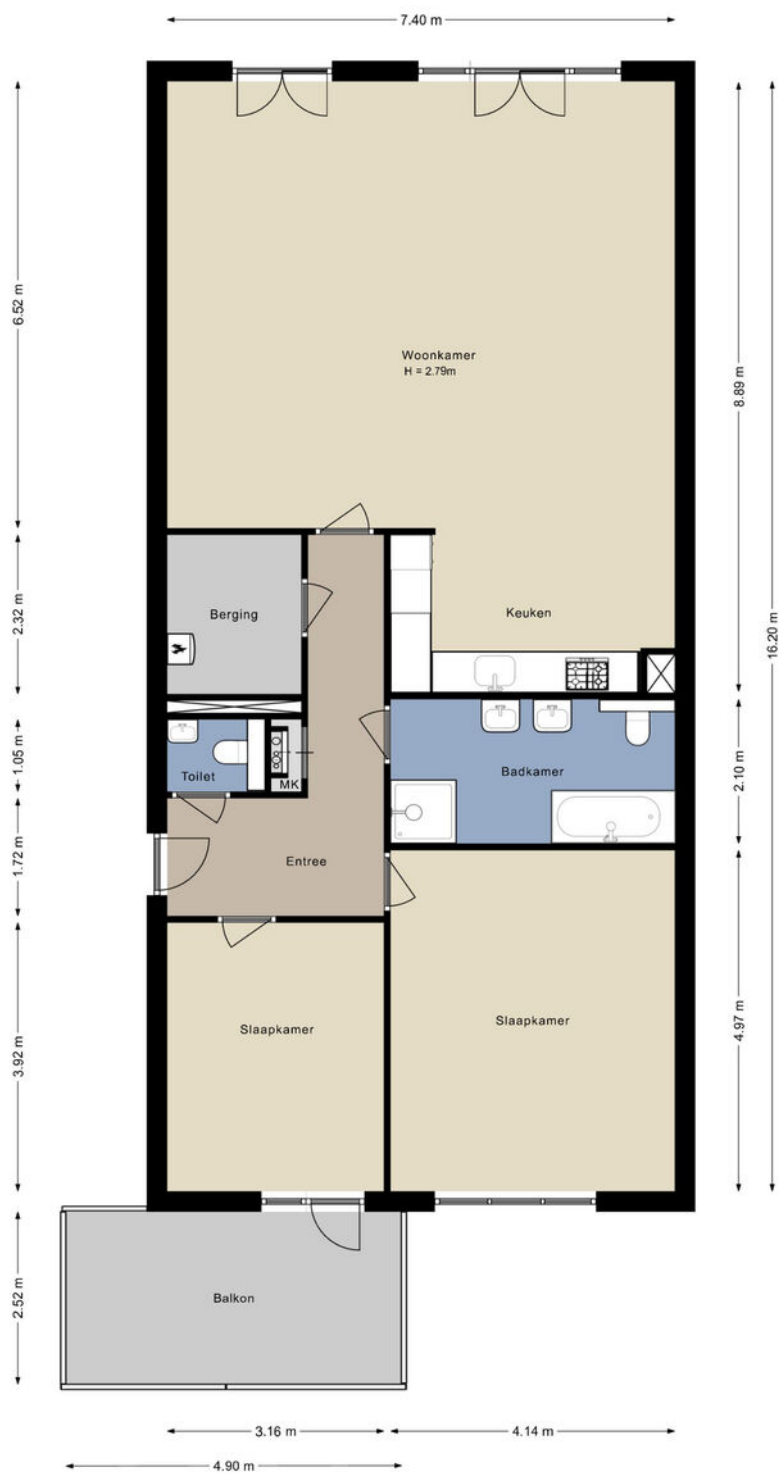 7.40 m
6.52 m
8.89 m
Woonkamer
H = 2.79m
2.32 m
Berging
Keuken
16.20 m
1.05 m
Toilet
MK
Badkamer
2.10 m
1.72 m
Entree
3.92 m
Slaapkamer
Slaapkamer
4.97 m
2.52 m
Balkon
3.16 m
4.14 m
4.90 m